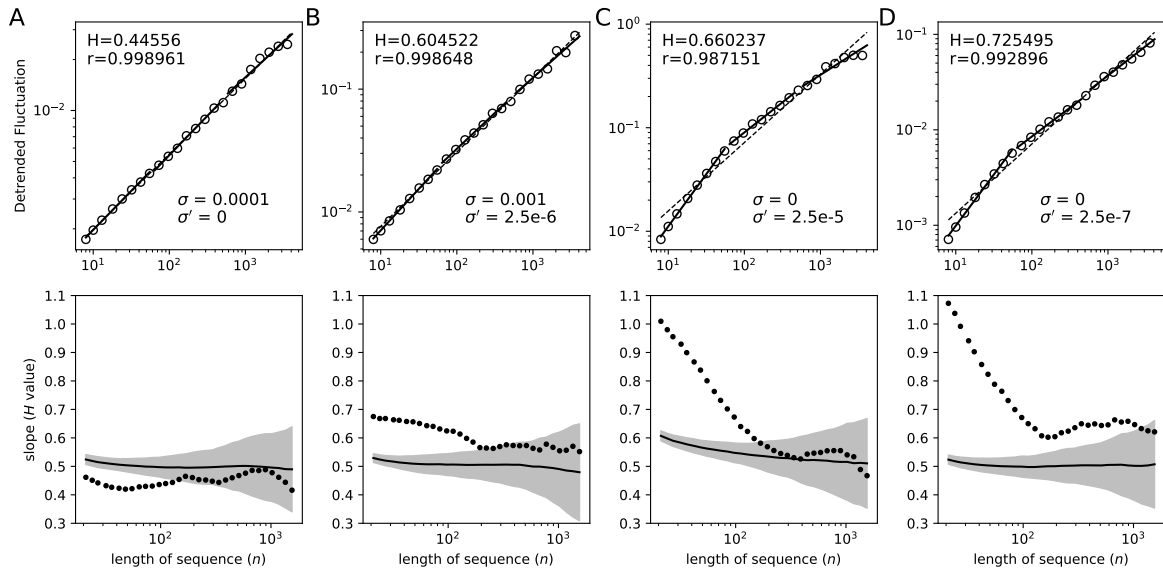 A
B
C
D
Detrended Fluctuation
H=0.44556
r=0.998961
σ = 0.0001
σ′ = 0
10⁻²
10¹ 10² 10³
H=0.604522
r=0.998648
σ = 0.001
σ′ = 2.5e-6
10⁻¹
10⁻²
10¹ 10² 10³
H=0.660237
r=0.987151
σ = 0
σ′ = 2.5e-5
10⁰
10⁻¹
10⁻²
10¹ 10² 10³
H=0.725495
r=0.992896
σ = 0
σ′ = 2.5e-7
10⁻¹
10⁻²
10⁻³
10¹ 10² 10³
slope (H value)
1.1
1.0
0.9
0.8
0.7
0.6
0.5
0.4
0.3
10² 10³
length of sequence (n)
1.1
1.0
0.9
0.8
0.7
0.6
0.5
0.4
0.3
10² 10³
length of sequence (n)
1.1
1.0
0.9
0.8
0.7
0.6
0.5
0.4
0.3
10² 10³
length of sequence (n)
1.1
1.0
0.9
0.8
0.7
0.6
0.5
0.4
0.3
10² 10³
length of sequence (n)